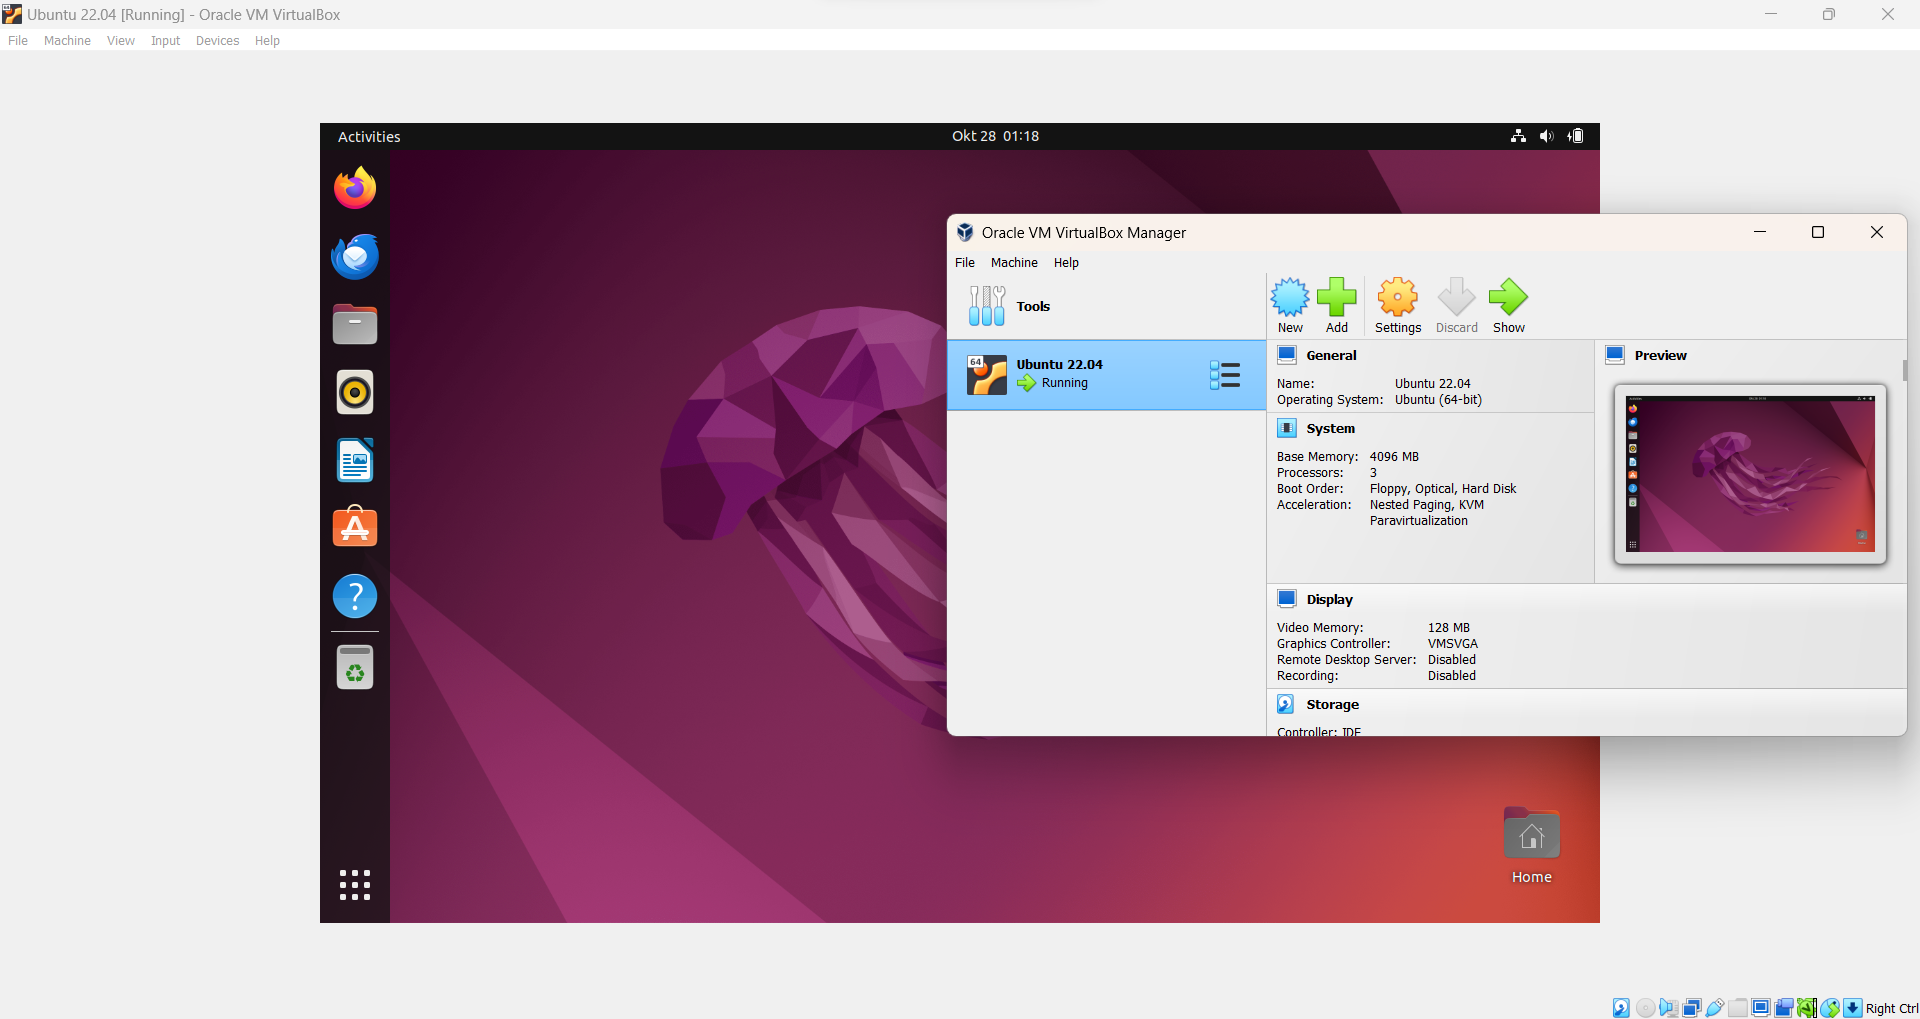 Ubuntu 22.04 [Running] - Oracle VM VirtualBox
File Machine View Input Devices Help
Activities
Okt 28 01:18
Oracle VM VirtualBox Manager
File Machine Help
Tools
New Add Settings Discard Show
64
Ubuntu 22.04
Running
General
Name: Ubuntu 22.04
Operating System: Ubuntu (64-bit)
System
Base Memory: 4096 MB
Processors: 3
Boot Order: Floppy, Optical, Hard Disk
Acceleration: Nested Paging, KVM
Paravirtualization
Preview
Display
Video Memory: 128 MB
Graphics Controller: VMSVGA
Remote Desktop Server: Disabled
Recording: Disabled
Storage
Controller: IDE
Home
Right Ctrl